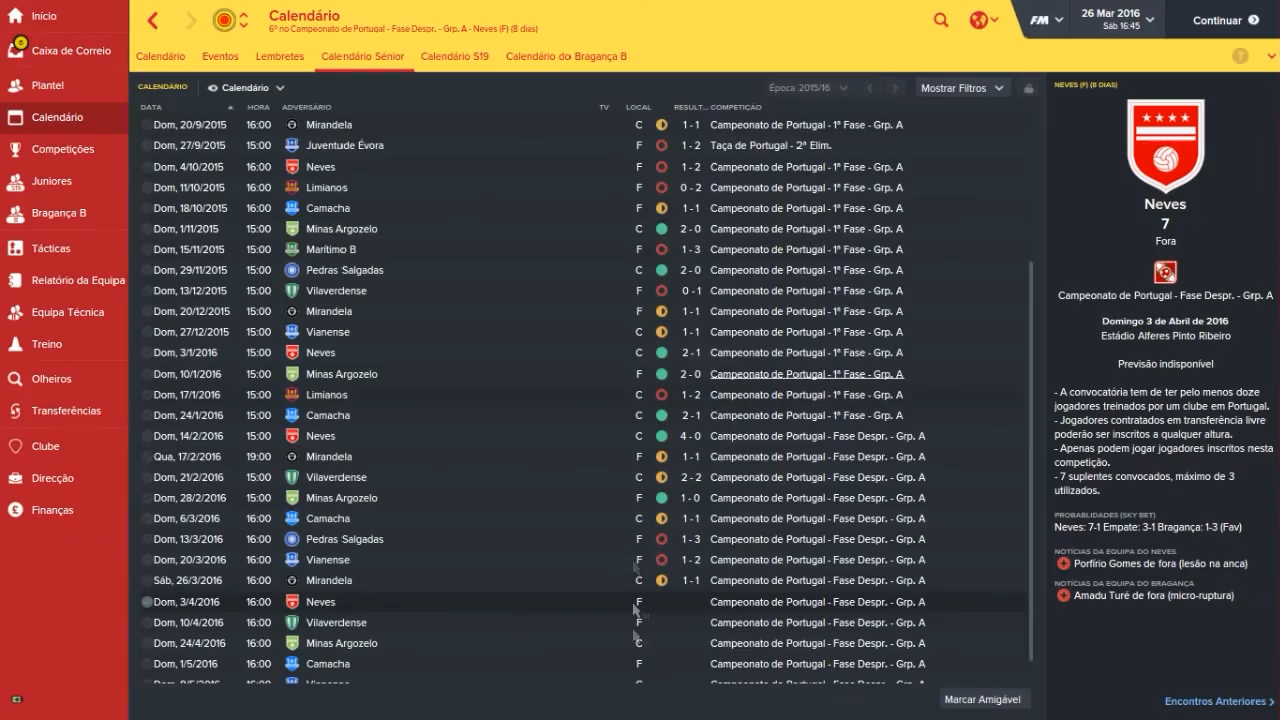 Início
Caixa de Correio
Plantel
Calendário
Competições
Juniores
Bragança B
Tácticas
Relatório da Equipa
Equipa Técnica
Treino
Olheiros
Transferências
Clube
Direcção
Finanças
Calendário
6º no Campeonato de Portugal - Fase Despr. - Grp. A - Neves (F) (8 dias)
FM
26 Mar 2016
Sáb 16:45
Continuar
Calendário Eventos Lembretes Calendário Sénior Calendário S19 Calendário do Bragança B
CALENDÁRIO Calendário Época 2015/16 Mostrar Filtros
DATA HORA ADVERSÁRIO TV LOCAL RESULT... COMPETIÇÃO
Dom, 20/9/2015 16:00 Mirandela C 1 - 1 Campeonato de Portugal - 1ª Fase - Grp. A
Dom, 27/9/2015 15:00 Juventude Évora F 1 - 2 Taça de Portugal - 2ª Elim.
Dom, 4/10/2015 16:00 Neves F 1 - 2 Campeonato de Portugal - 1ª Fase - Grp. A
Dom, 11/10/2015 16:00 Limianos F 0 - 2 Campeonato de Portugal - 1ª Fase - Grp. A
Dom, 18/10/2015 16:00 Camacha F 1 - 1 Campeonato de Portugal - 1ª Fase - Grp. A
Dom, 1/11/2015 15:00 Minas Argozelo C 2 - 0 Campeonato de Portugal - 1ª Fase - Grp. A
Dom, 15/11/2015 15:00 Marítimo B F 1 - 3 Campeonato de Portugal - 1ª Fase - Grp. A
Dom, 29/11/2015 15:00 Pedras Salgadas C 2 - 0 Campeonato de Portugal - 1ª Fase - Grp. A
Dom, 13/12/2015 15:00 Vilaverdense F 0 - 1 Campeonato de Portugal - 1ª Fase - Grp. A
Dom, 20/12/2015 15:00 Mirandela F 1 - 1 Campeonato de Portugal - 1ª Fase - Grp. A
Dom, 27/12/2015 15:00 Vianense C 1 - 1 Campeonato de Portugal - 1ª Fase - Grp. A
Dom, 3/1/2016 15:00 Neves C 2 - 1 Campeonato de Portugal - 1ª Fase - Grp. A
Dom, 10/1/2016 15:00 Minas Argozelo F 2 - 0 Campeonato de Portugal - 1ª Fase - Grp. A
Dom, 17/1/2016 15:00 Limianos C 1 - 2 Campeonato de Portugal - 1ª Fase - Grp. A
Dom, 24/1/2016 15:00 Camacha C 2 - 1 Campeonato de Portugal - 1ª Fase - Grp. A
Dom, 14/2/2016 15:00 Neves C 4 - 0 Campeonato de Portugal - Fase Despr. - Grp. A
Qua, 17/2/2016 19:00 Mirandela F 1 - 1 Campeonato de Portugal - Fase Despr. - Grp. A
Dom, 21/2/2016 15:00 Vilaverdense C 2 - 2 Campeonato de Portugal - Fase Despr. - Grp. A
Dom, 28/2/2016 15:00 Minas Argozelo F 1 - 0 Campeonato de Portugal - Fase Despr. - Grp. A
Dom, 6/3/2016 16:00 Camacha C 1 - 1 Campeonato de Portugal - Fase Despr. - Grp. A
Dom, 13/3/2016 16:00 Pedras Salgadas F 1 - 3 Campeonato de Portugal - Fase Despr. - Grp. A
Dom, 20/3/2016 16:00 Vianense F 1 - 2 Campeonato de Portugal - Fase Despr. - Grp. A
Sáb, 26/3/2016 16:00 Mirandela C 1 - 1 Campeonato de Portugal - Fase Despr. - Grp. A
Dom, 3/4/2016 16:00 Neves F Campeonato de Portugal - Fase Despr. - Grp. A
Dom, 10/4/2016 16:00 Vilaverdense F Campeonato de Portugal - Fase Despr. - Grp. A
Dom, 24/4/2016 16:00 Minas Argozelo C Campeonato de Portugal - Fase Despr. - Grp. A
Dom, 1/5/2016 16:00 Camacha F Campeonato de Portugal - Fase Despr. - Grp. A
Marcar Amigável
NEVES (F) (8 DIAS)
Neves
7
Fora
Campeonato de Portugal - Fase Despr. - Grp. A
Domingo 3 de Abril de 2016
Estádio Alferes Pinto Ribeiro
Previsão indisponível
- A convocatória tem de ter pelo menos doze
jogadores treinados por um clube em Portugal.
- Jogadores contratados em transferência livre
poderão ser inscritos a qualquer altura.
- Apenas podem jogar jogadores inscritos nesta
competição.
- 7 suplentes convocados, máximo de 3
utilizados.
PROBABLIDADES (SKY BET)
Neves: 7-1 Empate: 3-1 Bragança: 1-3 (Fav)
NOTÍCIAS DA EQUIPA DO NEVES
Porfírio Gomes de fora (lesão na anca)
NOTÍCIAS DA EQUIPA DO BRAGANÇA
Amadu Turé de fora (micro-ruptura)
Encontros Anteriores